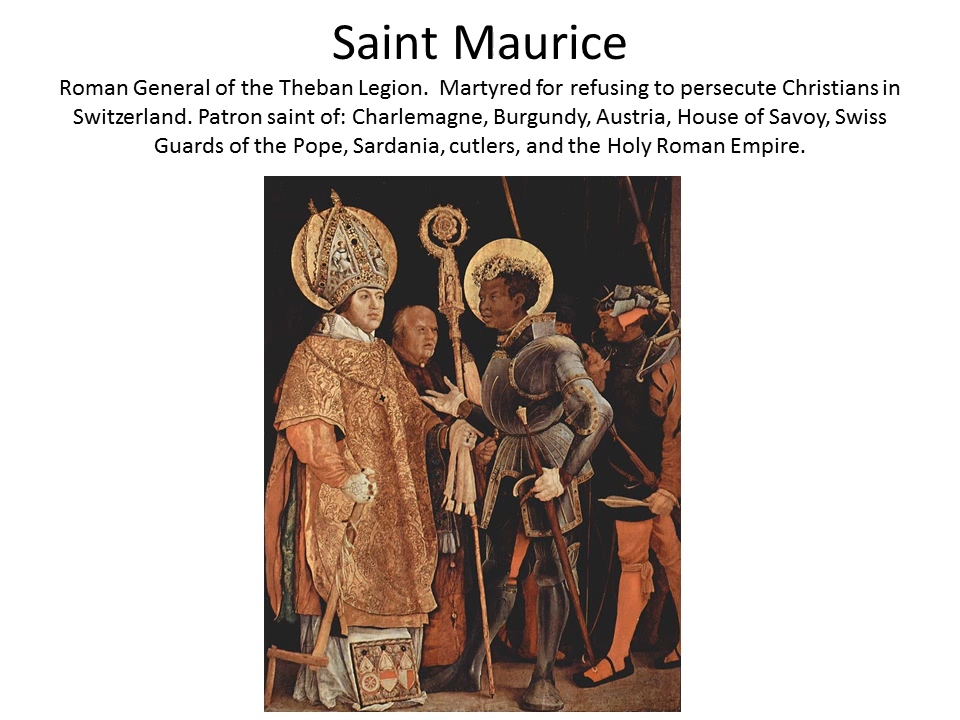 Saint Maurice
Roman General of the Theban Legion.  Martyred for refusing to persecute Christians in
Switzerland. Patron saint of: Charlemagne, Burgundy, Austria, House of Savoy, Swiss
Guards of the Pope, Sardania, cutlers, and the Holy Roman Empire.